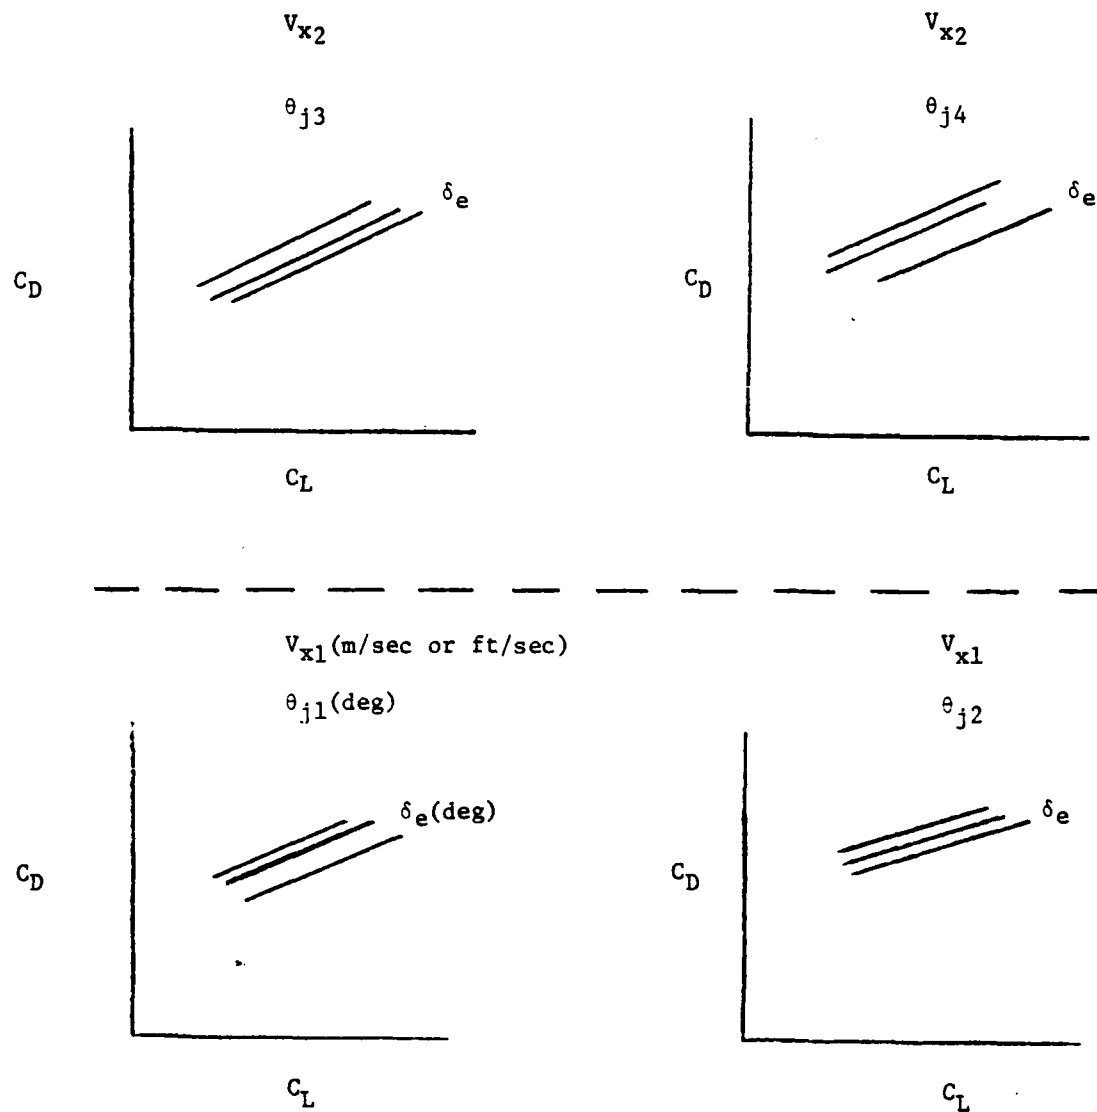 Vx2
θj3
δe
CD
CL
Vx2
θj4
δe
CD
CL
Vx1(m/sec or ft/sec)
θj1(deg)
δe(deg)
CD
CL
Vx1
θj2
δe
CD
CL